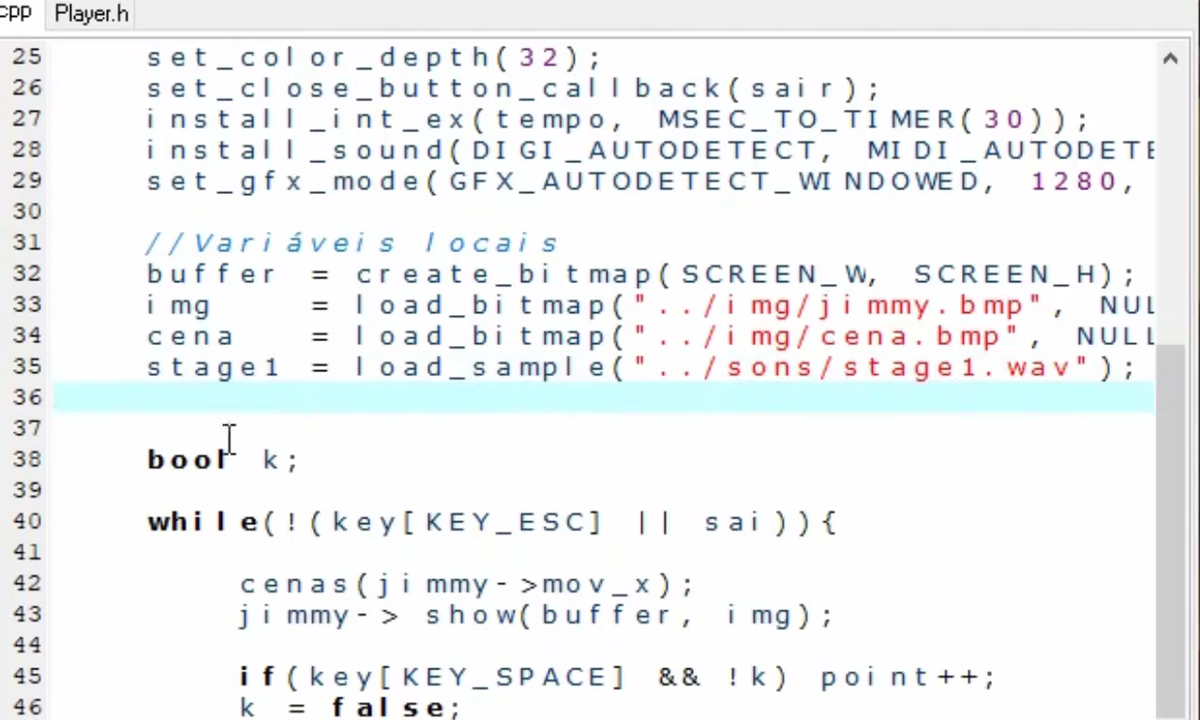 cpp Player.h
25 set_color_depth(32);
26 set_close_button_callback(sair);
27 install_int_ex(tempo, MSEC_TO_TIMER(30));
28 install_sound(DIGI_AUTODETECT, MIDI_AUTODETE
29 set_gfx_mode(GFX_AUTODETECT_WINDOWED, 1280,
30
31 //Variáveis locais
32 buffer = create_bitmap(SCREEN_W, SCREEN_H);
33 img = load_bitmap("../img/jimmy.bmp", NUL
34 cena = load_bitmap("../img/cena.bmp", NULL
35 stage1 = load_sample("../sons/stage1.wav");
36
37
38 bool k;
39
40 while(!(key[KEY_ESC] || sai)){
41
42 cenas(jimmy->mov_x);
43 jimmy-> show(buffer, img);
44
45 if(key[KEY_SPACE] && !k) point++;
46 k = false;